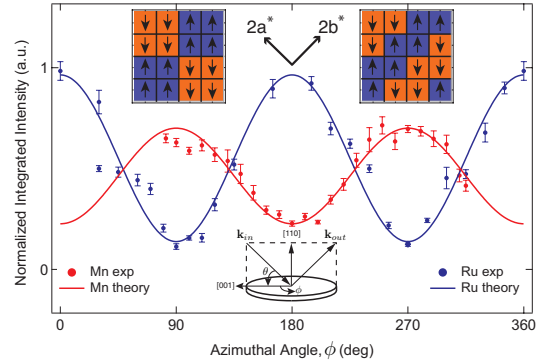 2a* 2b*
Normalized Integrated Intensity (a.u.)
1
0
k_in [110] k_out
θ
[001] ϕ
Mn exp
Mn theory
Ru exp
Ru theory
0 90 180 270 360
Azimuthal Angle, ϕ (deg)